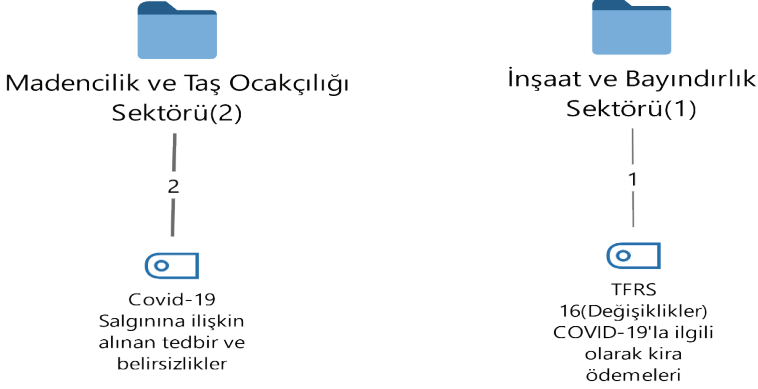 Madencilik ve Taş Ocakçılığı
Sektörü(2)
2
Covid-19
Salgınına ilişkin
alınan tedbir ve
belirsizlikler
İnşaat ve Bayındırlık
Sektörü(1)
1
TFRS
16(Değişiklikler)
COVID-19'la ilgili
olarak kira
ödemeleri